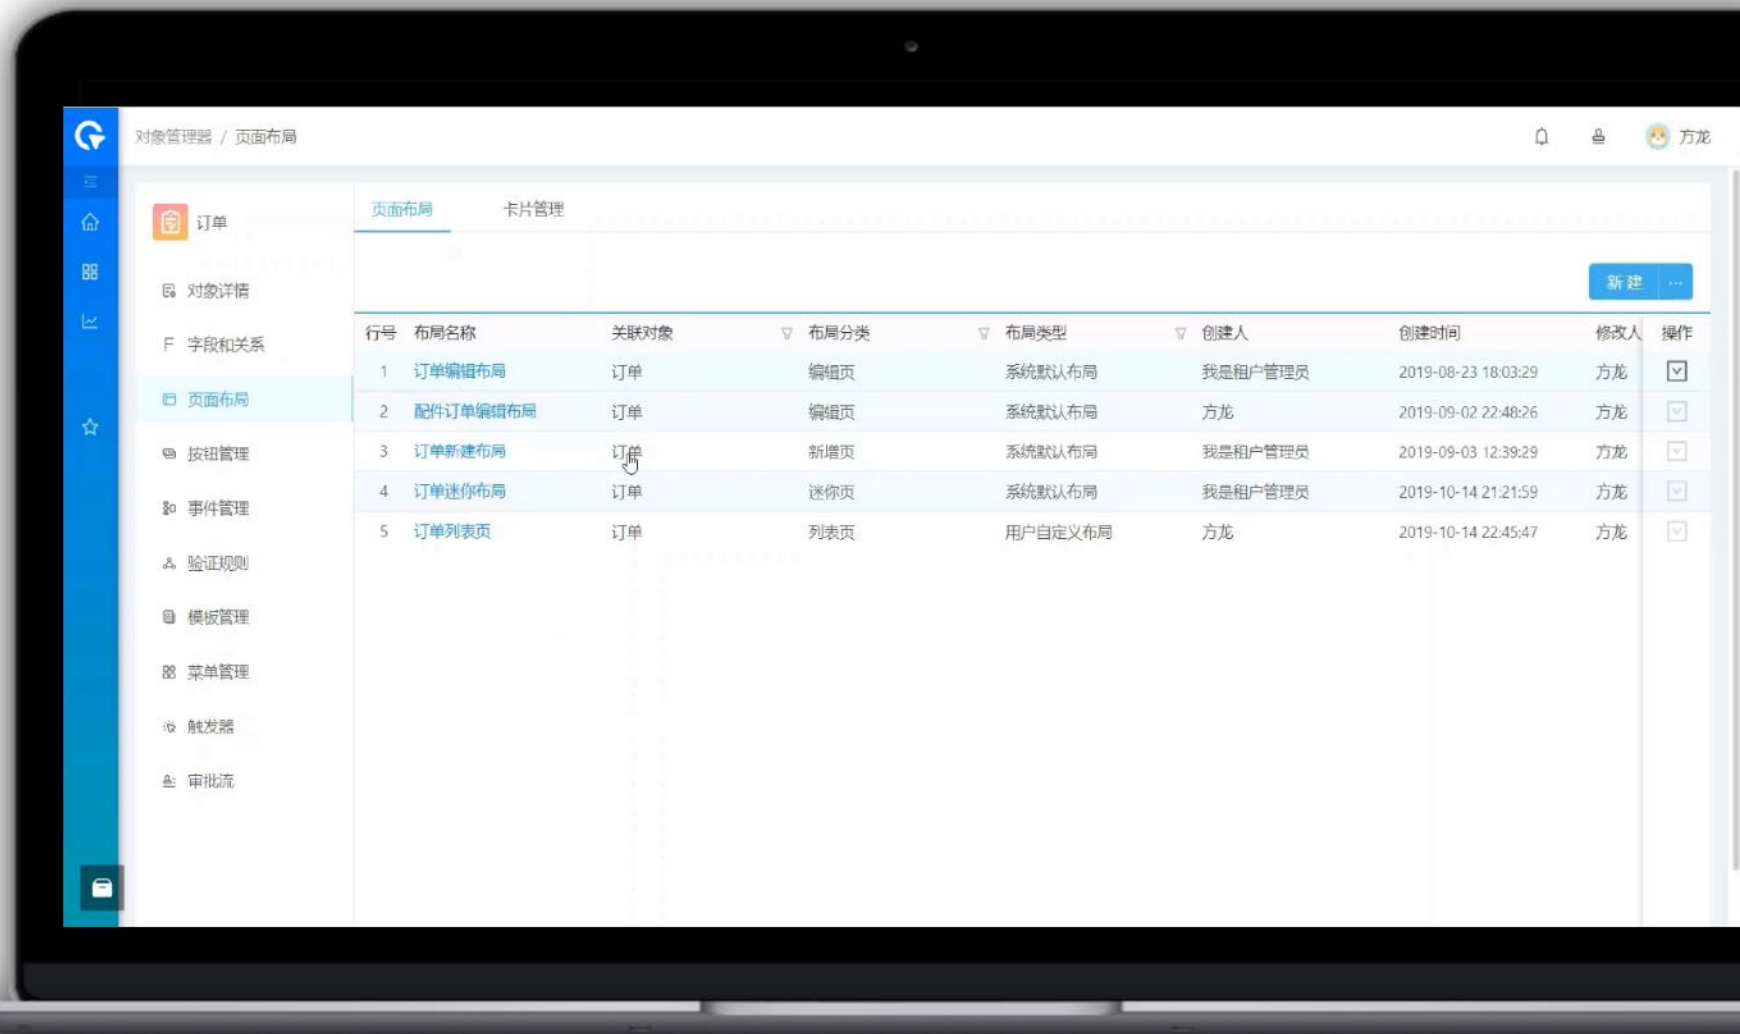 对象管理器 / 页面布局
方龙
订单
页面布局 卡片管理
新建 ...
对象详情
字段和关系
页面布局
按钮管理
事件管理
验证规则
模板管理
菜单管理
触发器
审批流
行号 布局名称 关联对象 布局分类 布局类型 创建人 创建时间 修改人 操作
1 订单编辑布局 订单 编辑页 系统默认布局 我是租户管理员 2019-08-23 18:03:29 方龙
2 配件订单编辑布局 订单 编辑页 系统默认布局 方龙 2019-09-02 22:48:26 方龙
3 订单新建布局 订单 新增页 系统默认布局 我是租户管理员 2019-09-03 12:39:29 方龙
4 订单迷你布局 订单 迷你页 系统默认布局 我是租户管理员 2019-10-14 21:21:59 方龙
5 订单列表页 订单 列表页 用户自定义布局 方龙 2019-10-14 22:45:47 方龙